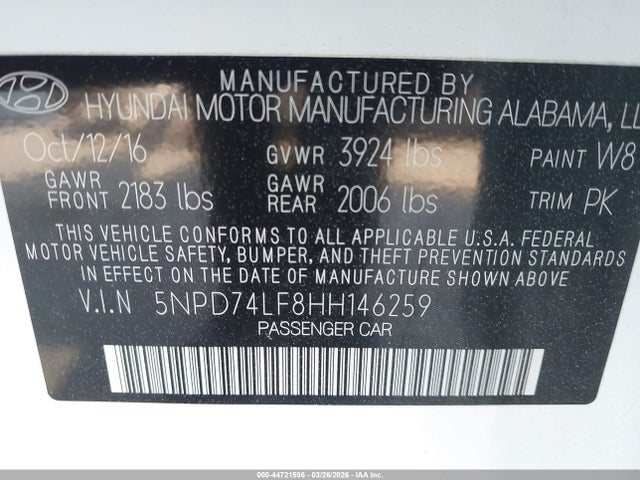 MANUFACTURED BY
HYUNDAI MOTOR MANUFACTURING ALABAMA, LL
Oct/12/16 GVWR 3924 lbs PAINT W8
GAWR FRONT 2183 lbs GAWR REAR 2006 lbs TRIM PK
THIS VEHICLE CONFORMS TO ALL APPLICABLE U.S.A. FEDERAL
MOTOR VEHICLE SAFETY, BUMPER, AND THEFT PREVENTION STANDARDS
IN EFFECT ON THE DATE OF MANUFACTURE SHOWN ABOVE
V.I.N 5NPD74LF8HH146259
PASSENGER CAR
000-44721596 - 03/26/2026 - IAAI.COM